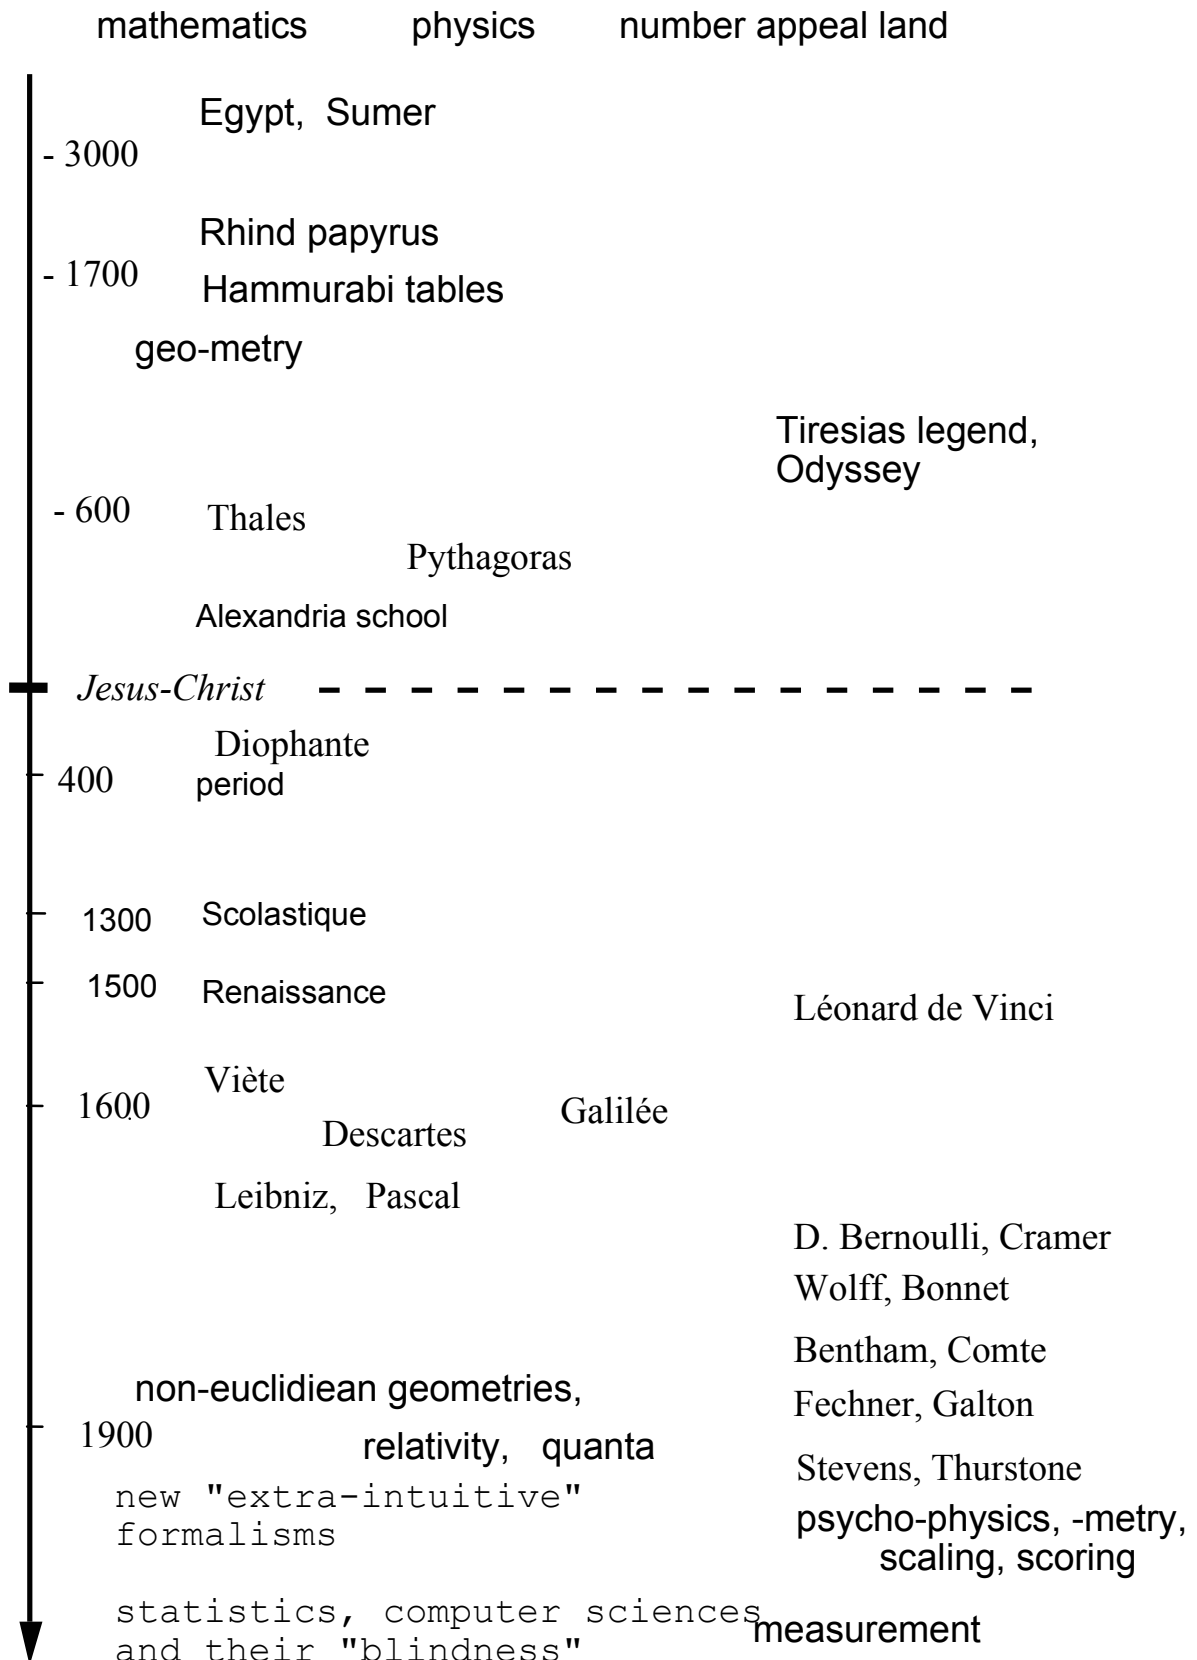 mathematics physics number appeal land
Egypt, Sumer
- 3000
Rhind papyrus
- 1700
Hammurabi tables
geo-metry
Tiresias legend,
Odyssey
- 600 Thales
Pythagoras
Alexandria school
Jesus-Christ
Diophante
400 period
1300 Scolastique
1500 Renaissance
Léonard de Vinci
Viète
1600 Galilée
Descartes
Leibniz, Pascal
D. Bernoulli, Cramer
Wolff, Bonnet
Bentham, Comte
non-euclidiean geometries,
Fechner, Galton
1900
relativity, quanta
Stevens, Thurstone
new "extra-intuitive"
formalisms
psycho-physics, -metry,
scaling, scoring
statistics, computer sciences
measurement
and their "blindness"